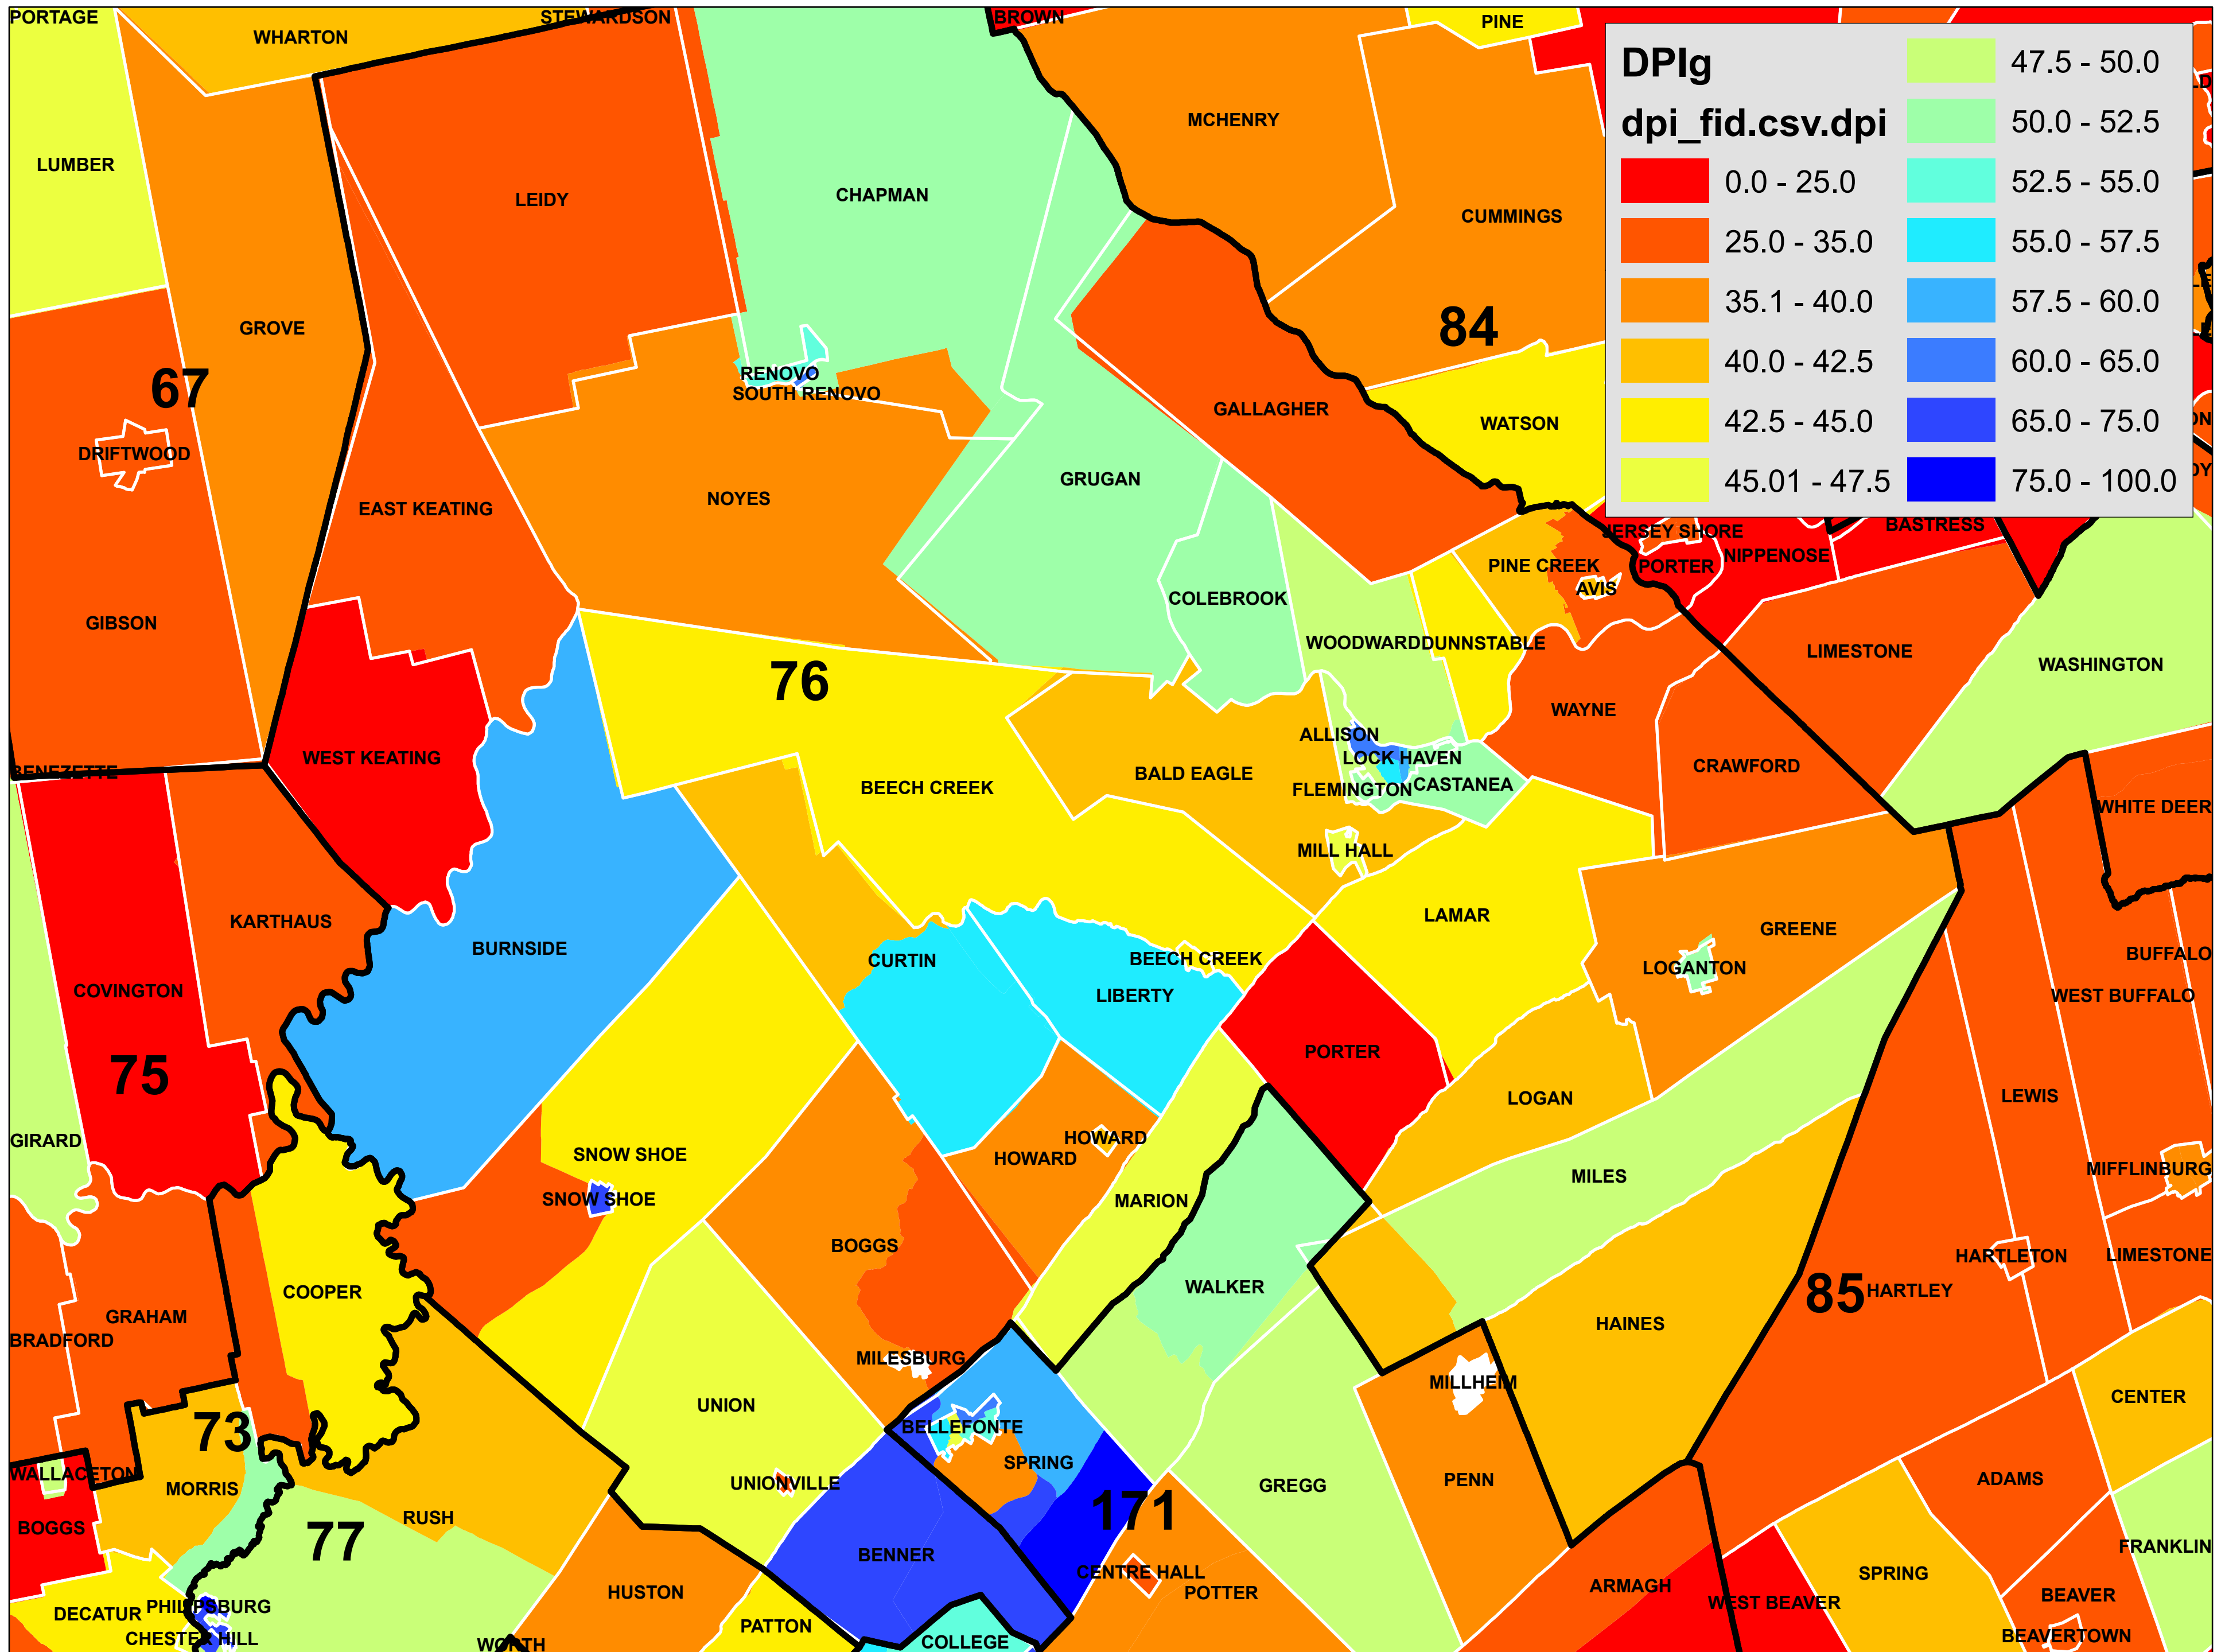 PORTAGE
STEWARDSON
BROWN
PINE
WHARTON
DPIg
dpi_fid.csv.dpi
0.0 - 25.0
25.0 - 35.0
35.1 - 40.0
40.0 - 42.5
42.5 - 45.0
45.01 - 47.5
47.5 - 50.0
50.0 - 52.5
52.5 - 55.0
55.0 - 57.5
57.5 - 60.0
60.0 - 65.0
65.0 - 75.0
75.0 - 100.0
MCHENRY
LUMBER
LEIDY
CHAPMAN
CUMMINGS
GROVE
84
67
RENOVO
SOUTH RENOVO
GALLAGHER
WATSON
DRIFTWOOD
GRUGAN
NOYES
EAST KEATING
JERSEY SHORE
BASTRESS
NIPPENOSE
PINE CREEK
PORTER
AVIS
COLEBROOK
GIBSON
WOODWARD
DUNNSTABLE
LIMESTONE
WASHINGTON
76
WAYNE
ALLISON
WEST KEATING
LOCK HAVEN
CRAWFORD
BENEZETTE
BALD EAGLE
BEECH CREEK
FLEMINGTON
CASTANEA
WHITE DEER
MILL HALL
LAMAR
KARTHAUS
GREENE
BURNSIDE
BUFFALO
CURTIN
BEECH CREEK
LOGANTON
COVINGTON
LIBERTY
WEST BUFFALO
PORTER
75
LOGAN
LEWIS
GIRARD
HOWARD
SNOW SHOE
HOWARD
MIFFLINBURG
MILES
SNOW SHOE
MARION
BOGGS
HARTLETON
LIMESTONE
WALKER
COOPER
85
HARTLEY
GRAHAM
HAINES
BRADFORD
MILESBURG
MILLHEIM
CENTER
UNION
73
BELLEFONTE
SPRING
WALLACETON
MORRIS
UNIONVILLE
GREGG
PENN
ADAMS
171
RUSH
BOGGS
77
BENNER
FRANKLIN
CENTRE HALL
SPRING
HUSTON
POTTER
ARMAGH
BEAVER
WEST BEAVER
PHILIPSBURG
DECATUR
PATTON
CHESTER HILL
WORTH
COLLEGE
BEAVERTOWN